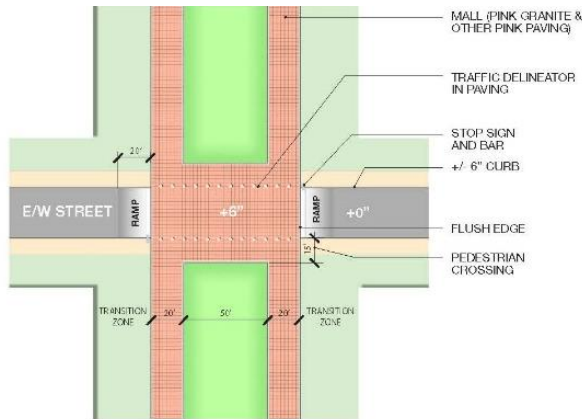 MALL (PINK GRANITE &
OTHER PINK PAVING)
TRAFFIC DELINEATOR
IN PAVING
STOP SIGN
AND BAR
20'
+/- 6" CURB
E/W STREET
RAMP
+6"
RAMP
+0"
FLUSH EDGE
15'
PEDESTRIAN
CROSSING
TRANSITION
ZONE
20'
50'
20'
TRANSITION
ZONE